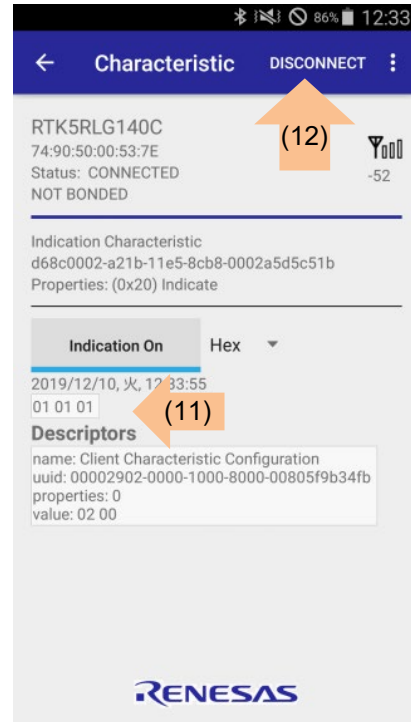 86% 12:33
Characteristic DISCONNECT
(12)
RTK5RLG140C
74:90:50:00:53:7E
Status: CONNECTED
-52
NOT BONDED
Indication Characteristic
d68c0002-a21b-11e5-8cb8-0002a5d5c51b
Properties: (0x20) Indicate
Indication On Hex
2019/12/10, 火, 12:33:55
01 01 01
(11)
Descriptors
name: Client Characteristic Configuration
uuid: 00002902-0000-1000-8000-00805f9b34fb
properties: 0
value: 02 00
RENESAS